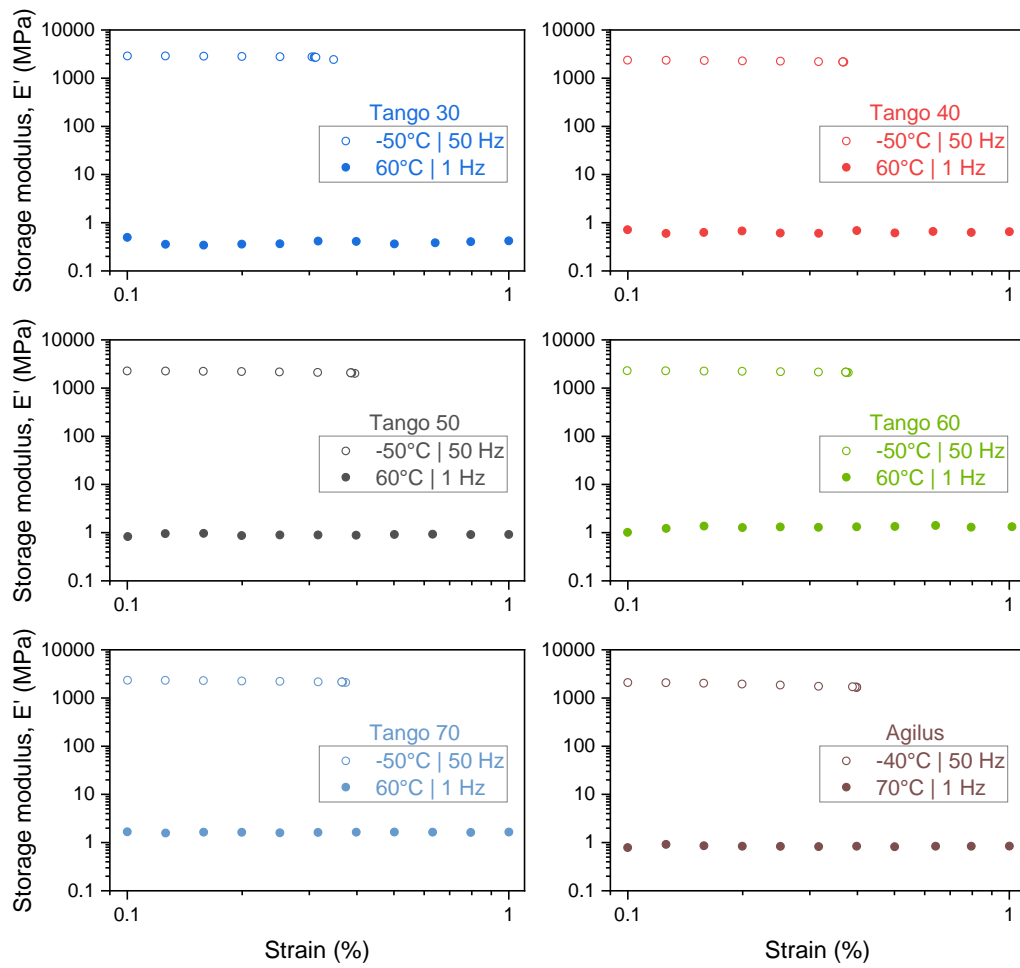 Storage modulus, E' (MPa)
10000
1000
100
10
1
0.1
Tango 30
-50°C | 50 Hz
60°C | 1 Hz
0.1
1
10000
1000
100
10
1
0.1
Tango 40
-50°C | 50 Hz
60°C | 1 Hz
0.1
1
Storage modulus, E' (MPa)
10000
1000
100
10
1
0.1
Tango 50
-50°C | 50 Hz
60°C | 1 Hz
0.1
1
10000
1000
100
10
1
0.1
Tango 60
-50°C | 50 Hz
60°C | 1 Hz
0.1
1
Storage modulus, E' (MPa)
10000
1000
100
10
1
0.1
Tango 70
-50°C | 50 Hz
60°C | 1 Hz
0.1
1
Strain (%)
10000
1000
100
10
1
0.1
Agilus
-40°C | 50 Hz
70°C | 1 Hz
0.1
1
Strain (%)